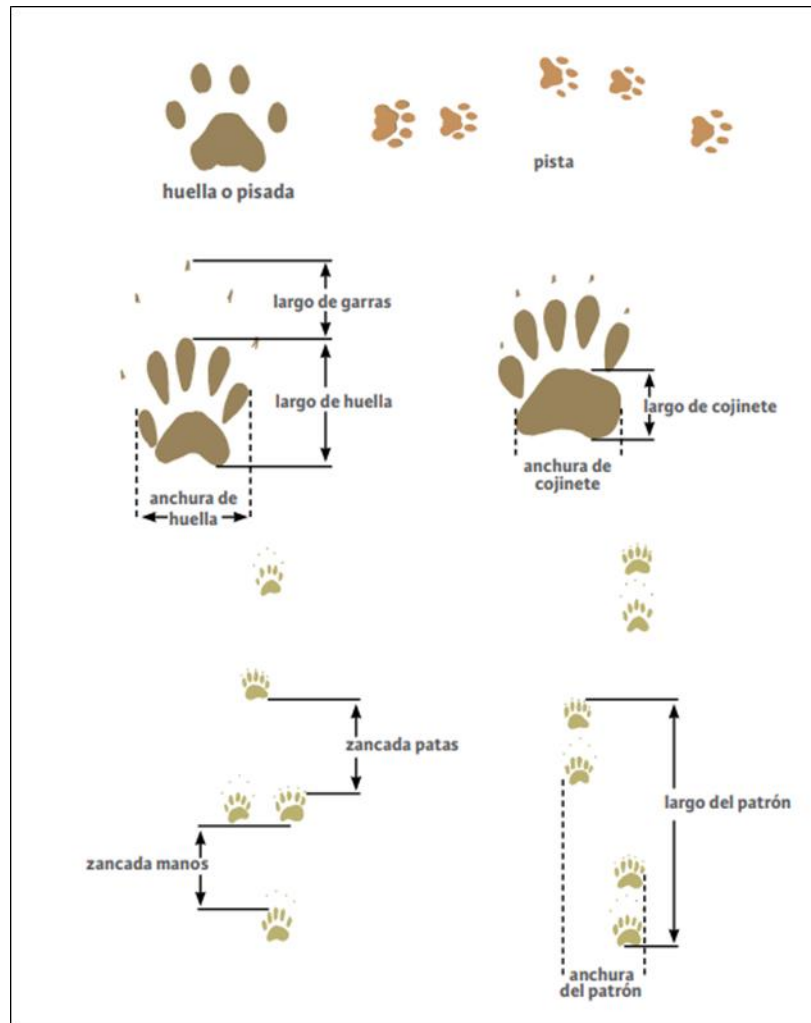 huella o pisada
pista
largo de garras
largo de huella
largo de cojinete
anchura de
huella
anchura de
cojinete
zancada patas
largo del patrón
zancada manos
anchura
del patrón